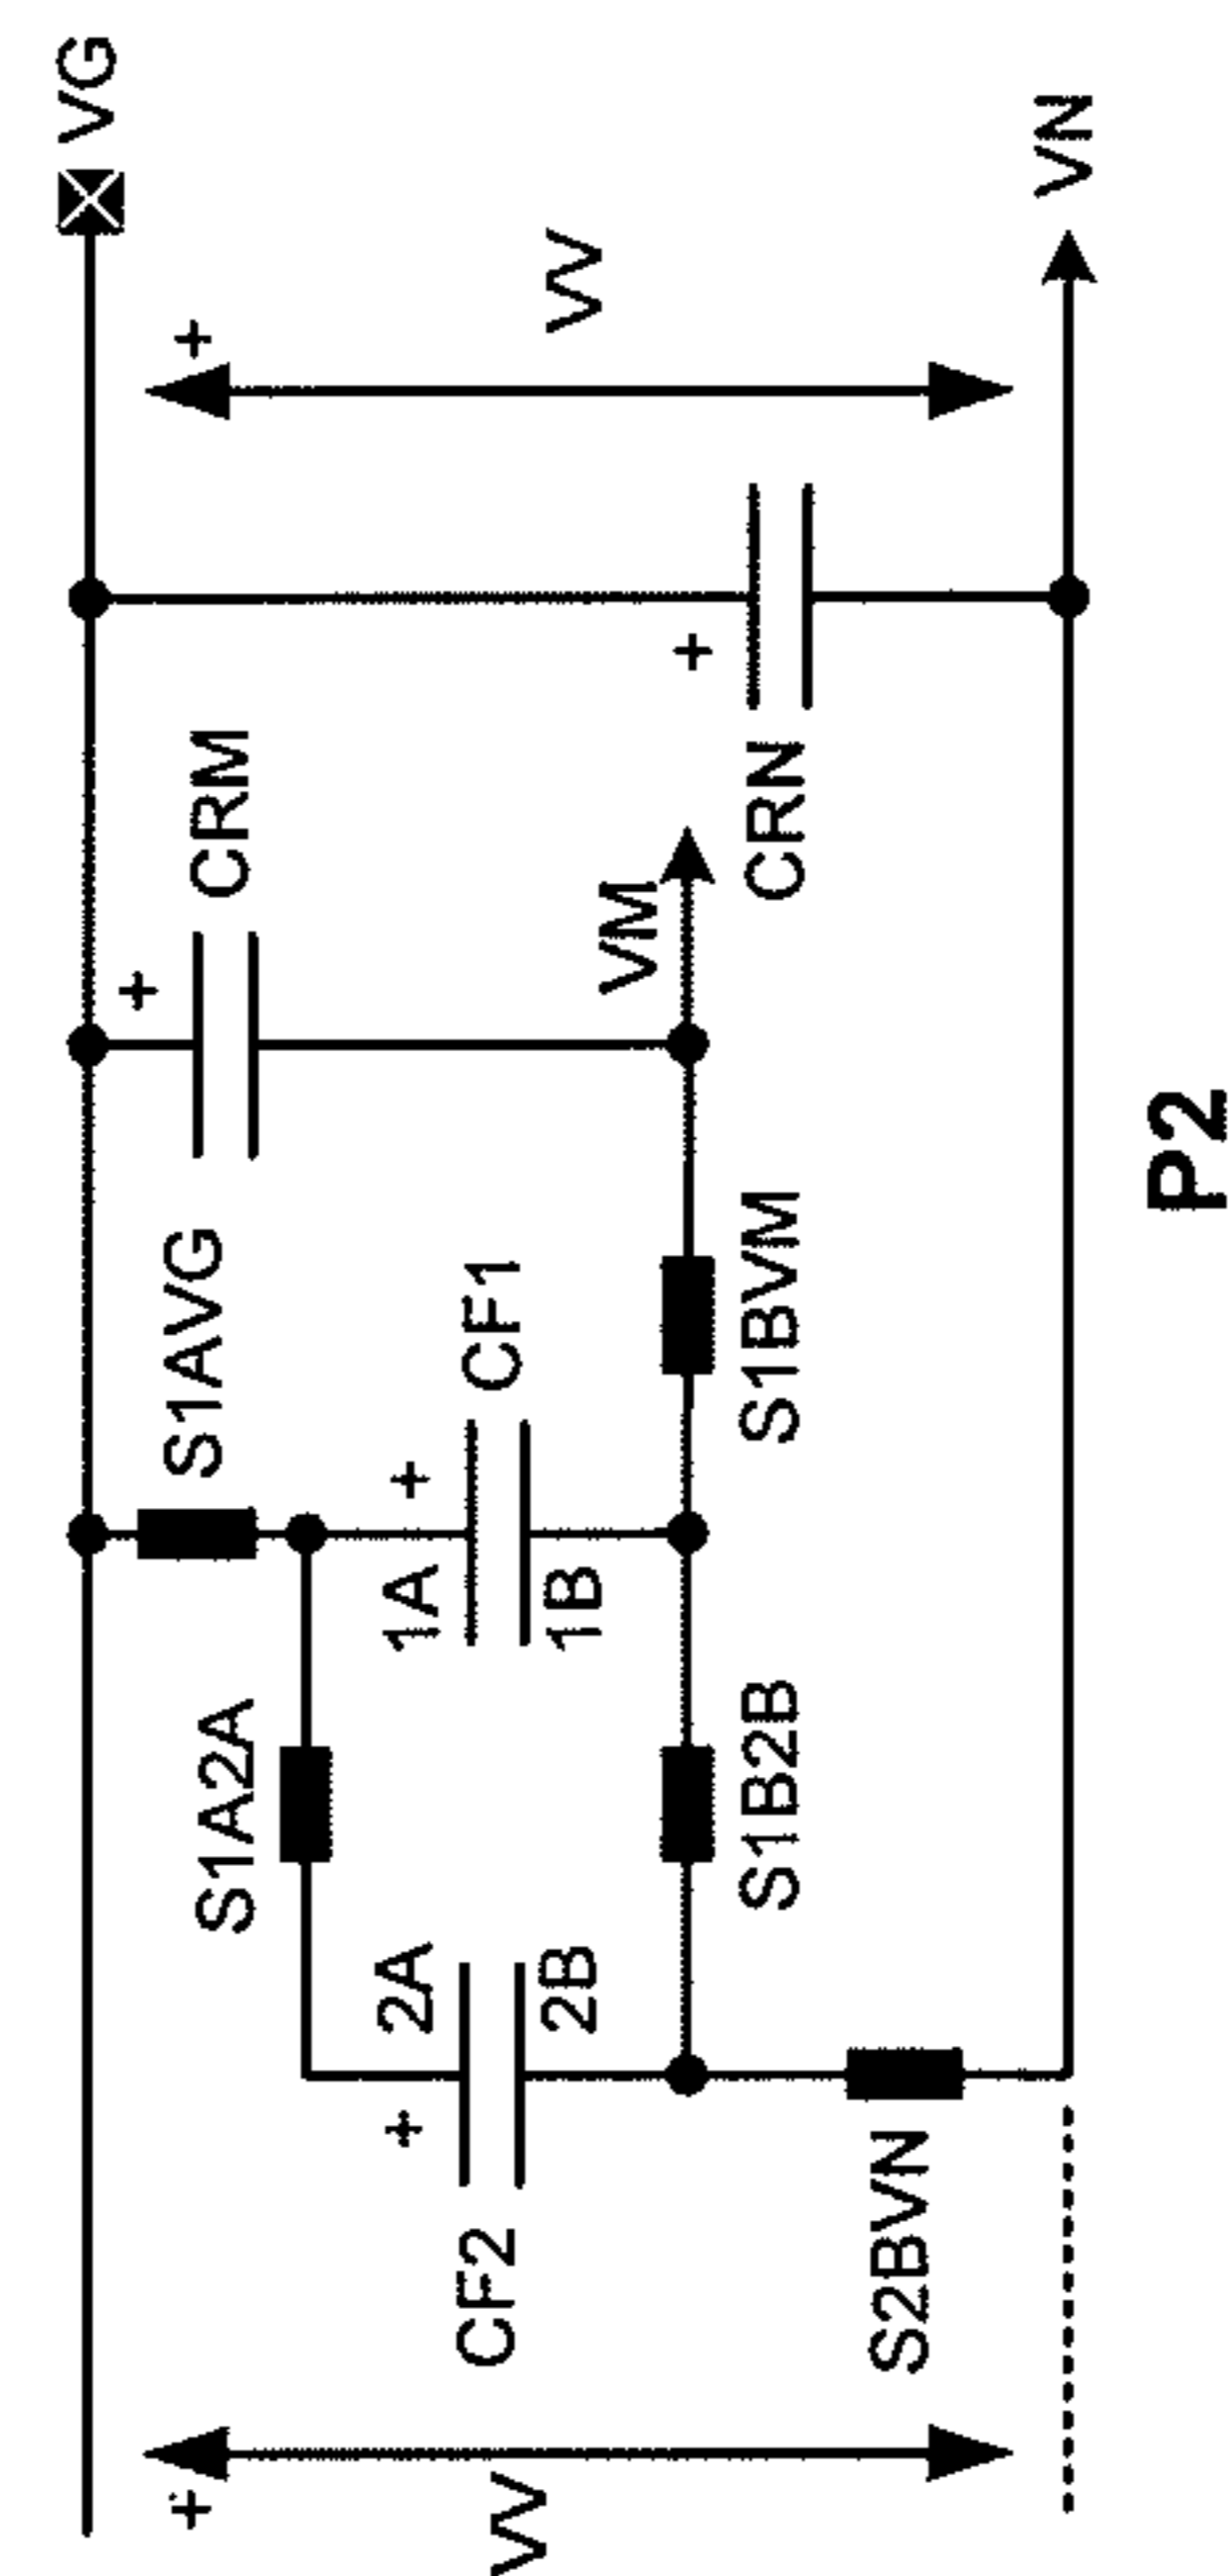 VG
+
VV
VN
CRM
+
+
CRN
VM
S1AVG
CF1
+
1A
1B
S1BVM
S1A2A
S1B2B
2A
2B
+
CF2
S2BVN
+
VV
P2